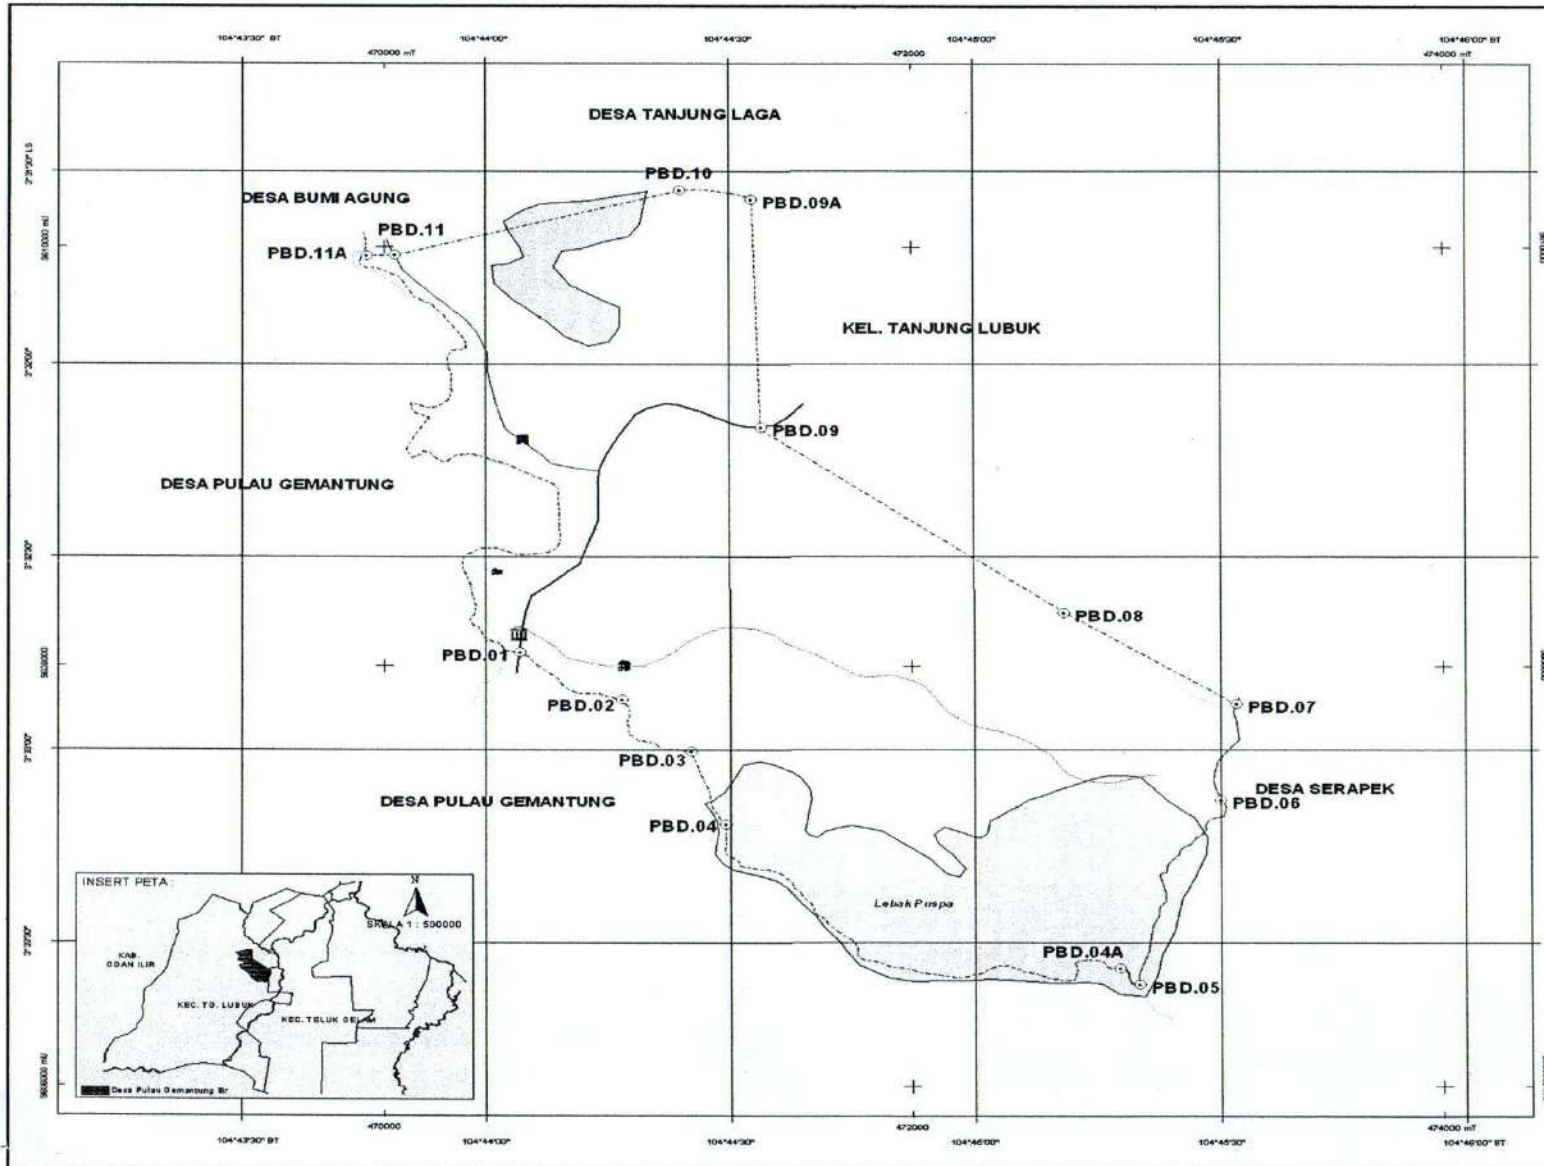 104°43'30" BT
104°44'00"
104°44'30"
104°45'00"
104°45'30"
104°46'00" BT
470000 mT
472000
474000 mT
DESA TANJUNG LAGA
PBD.10
DESA BUMI AGUNG
PBD.09A
PBD.11
PBD.11A
9610000 mU
KEL. TANJUNG LUBUK
PBD.09
DESA PULAU GEMANTUNG
PBD.08
PBD.01
PBD.02
PBD.07
PBD.03
DESA SERAPEK
DESA PULAU GEMANTUNG
PBD.06
PBD.04
Lebak Puspa
PBD.04A
PBD.05
INSERT PETA :
N
SKALA 1 : 500000
KAB.
OGAN ILIR
KEC. TG. LUBUK
KEC. TELUK GELAM
Desa Pulau Gemantung Ilir
470000
472000
474000 mT
104°43'30" BT
104°44'00"
104°44'30"
104°45'00"
104°45'30"
104°46'00" BT